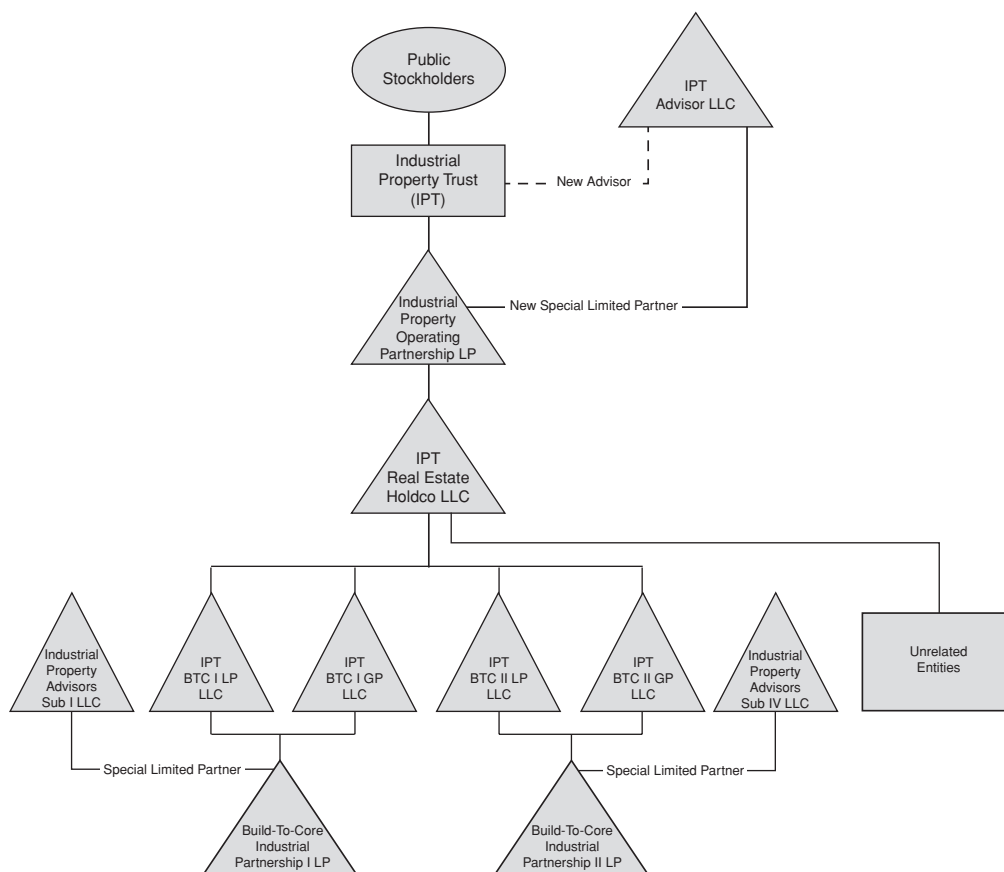 Public
Stockholders
IPT
Advisor LLC
Industrial
Property Trust
(IPT)
New Advisor
New Special Limited Partner
Industrial
Property
Operating
Partnership LP
IPT
Real Estate
Holdco LLC
Industrial
Property
Advisors
Sub I LLC
IPT
BTC I LP
LLC
IPT
BTC I GP
LLC
IPT
BTC II LP
LLC
IPT
BTC II GP
LLC
Industrial
Property
Advisors
Sub IV LLC
Unrelated
Entities
Special Limited Partner
Special Limited Partner
Build-To-Core
Industrial
Partnership I LP
Build-To-Core
Industrial
Partnership II LP